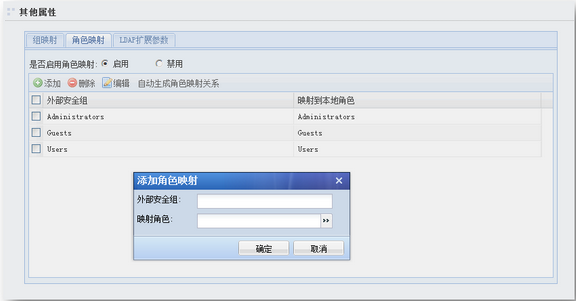 其他属性
组映射 角色映射 LDAP扩展参数
是否启用角色映射: 启用 禁用
添加 删除 编辑 自动生成角色映射关系
外部安全组 映射到本地角色
Administrators Administrators
Guests Guests
Users Users
添加角色映射
外部安全组:
映射角色:
确定 取消